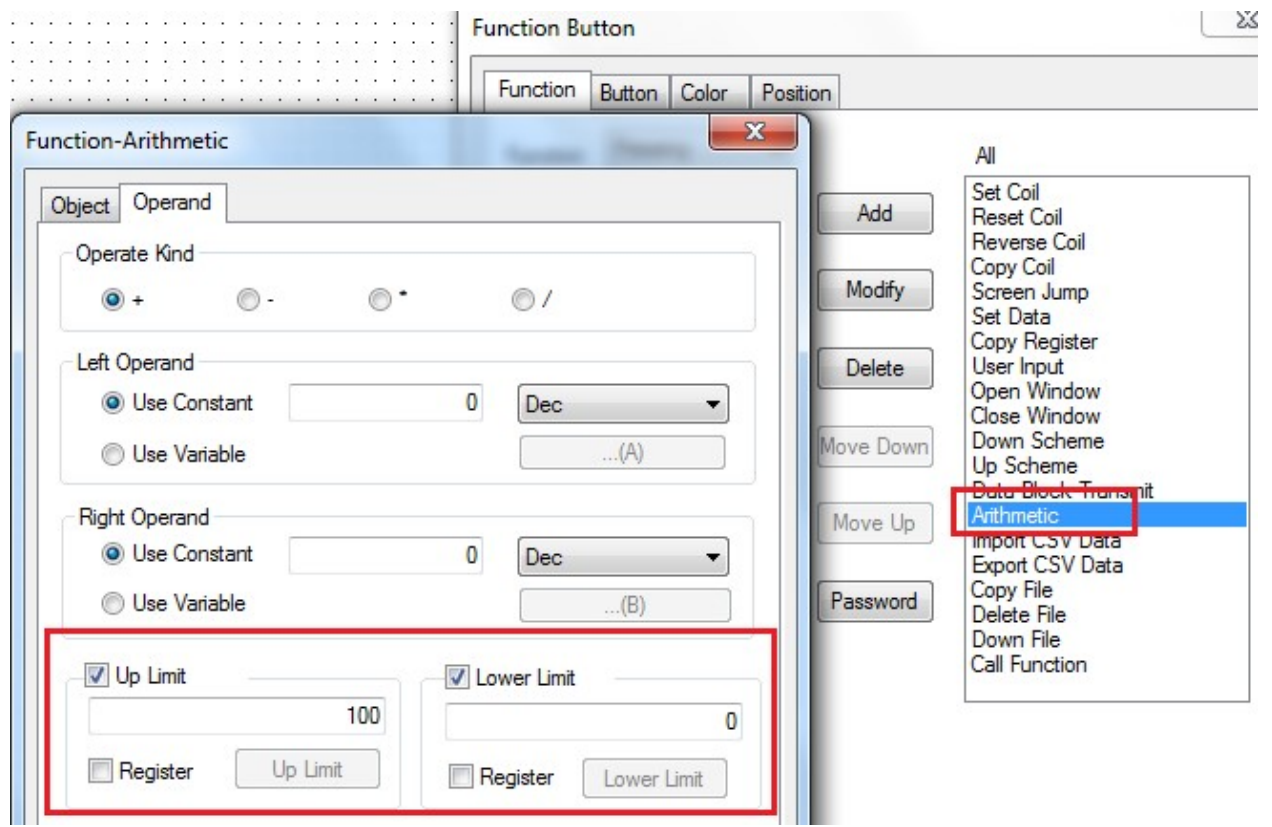 Function Button
Function Button Color Position
Function-Arithmetic
Object Operand
Operate Kind
+ - * /
Left Operand
Use Constant 0 Dec
Use Variable ...(A)
Right Operand
Use Constant 0 Dec
Use Variable ...(B)
Up Limit
100
Register Up Limit
Lower Limit
0
Register Lower Limit
Add
Modify
Delete
Move Down
Move Up
Password
All
Set Coil
Reset Coil
Reverse Coil
Copy Coil
Screen Jump
Set Data
Copy Register
User Input
Open Window
Close Window
Down Scheme
Up Scheme
Data Block Transmit
Arithmetic
Import CSV Data
Export CSV Data
Copy File
Delete File
Down File
Call Function